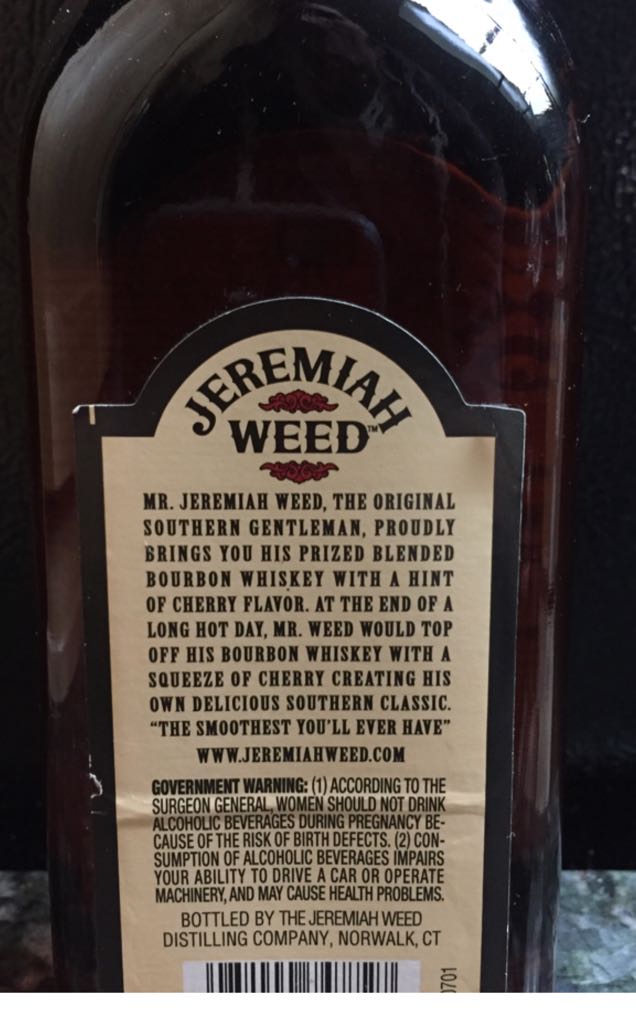 JEREMIAH
WEED™
MR. JEREMIAH WEED, THE ORIGINAL
SOUTHERN GENTLEMAN, PROUDLY
BRINGS YOU HIS PRIZED BLENDED
BOURBON WHISKEY WITH A HINT
OF CHERRY FLAVOR. AT THE END OF A
LONG HOT DAY, MR. WEED WOULD TOP
OFF HIS BOURBON WHISKEY WITH A
SQUEEZE OF CHERRY CREATING HIS
OWN DELICIOUS SOUTHERN CLASSIC.
"THE SMOOTHEST YOU'LL EVER HAVE"
WWW.JEREMIAHWEED.COM
GOVERNMENT WARNING: (1) ACCORDING TO THE
SURGEON GENERAL, WOMEN SHOULD NOT DRINK
ALCOHOLIC BEVERAGES DURING PREGNANCY BE-
CAUSE OF THE RISK OF BIRTH DEFECTS. (2) CON-
SUMPTION OF ALCOHOLIC BEVERAGES IMPAIRS
YOUR ABILITY TO DRIVE A CAR OR OPERATE
MACHINERY, AND MAY CAUSE HEALTH PROBLEMS.
BOTTLED BY THE JEREMIAH WEED
DISTILLING COMPANY, NORWALK, CT